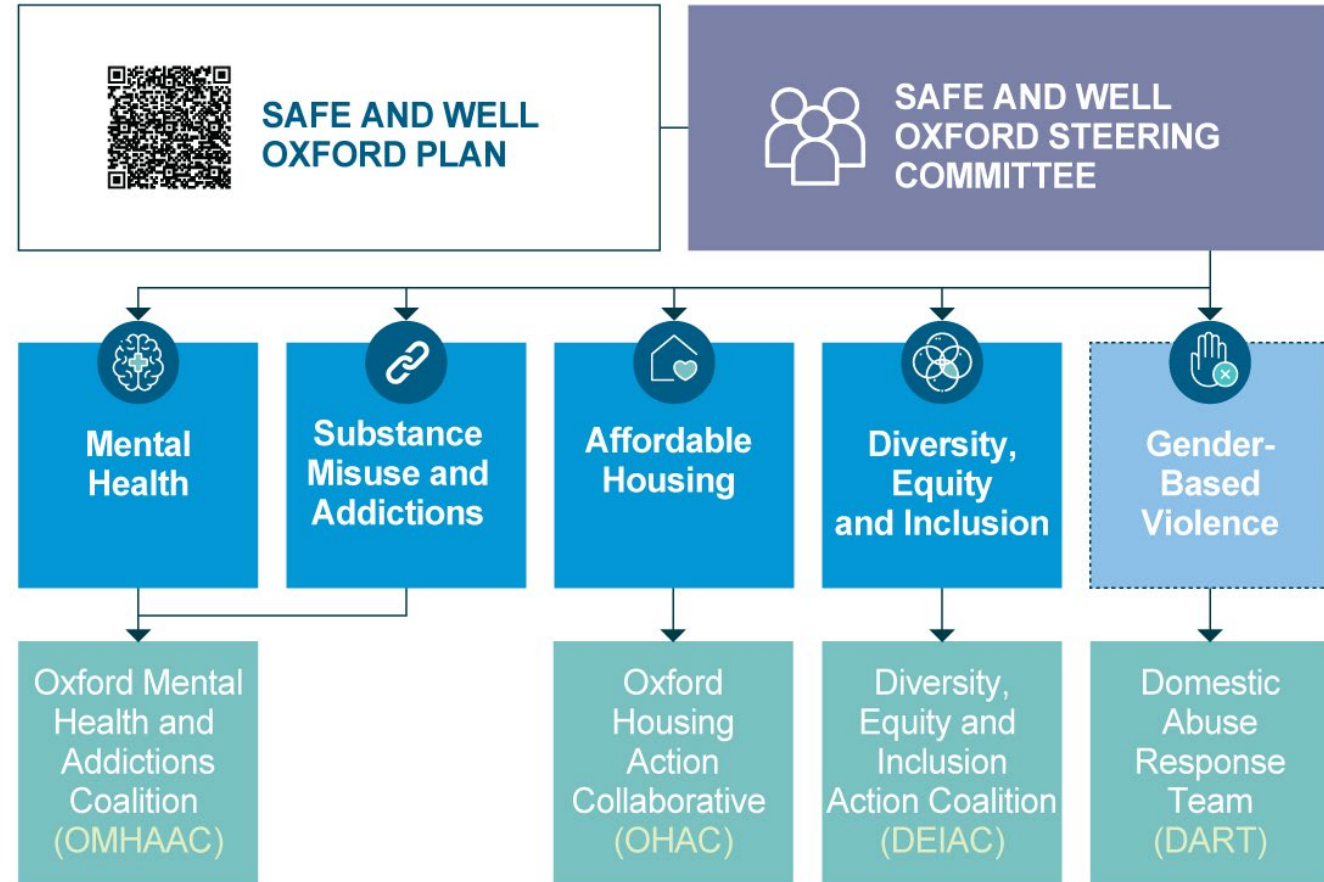 SAFE AND WELL
OXFORD PLAN
SAFE AND WELL
OXFORD STEERING
COMMITTEE
Mental
Health
Substance
Misuse and
Addictions
Affordable
Housing
Diversity,
Equity
and Inclusion
Gender-
Based
Violence
Oxford Mental
Health and
Addictions
Coalition
(OMHAAC)
Oxford
Housing
Action
Collaborative
(OHAC)
Diversity,
Equity and
Inclusion
Action Coalition
(DEIAC)
Domestic
Abuse
Response
Team
(DART)